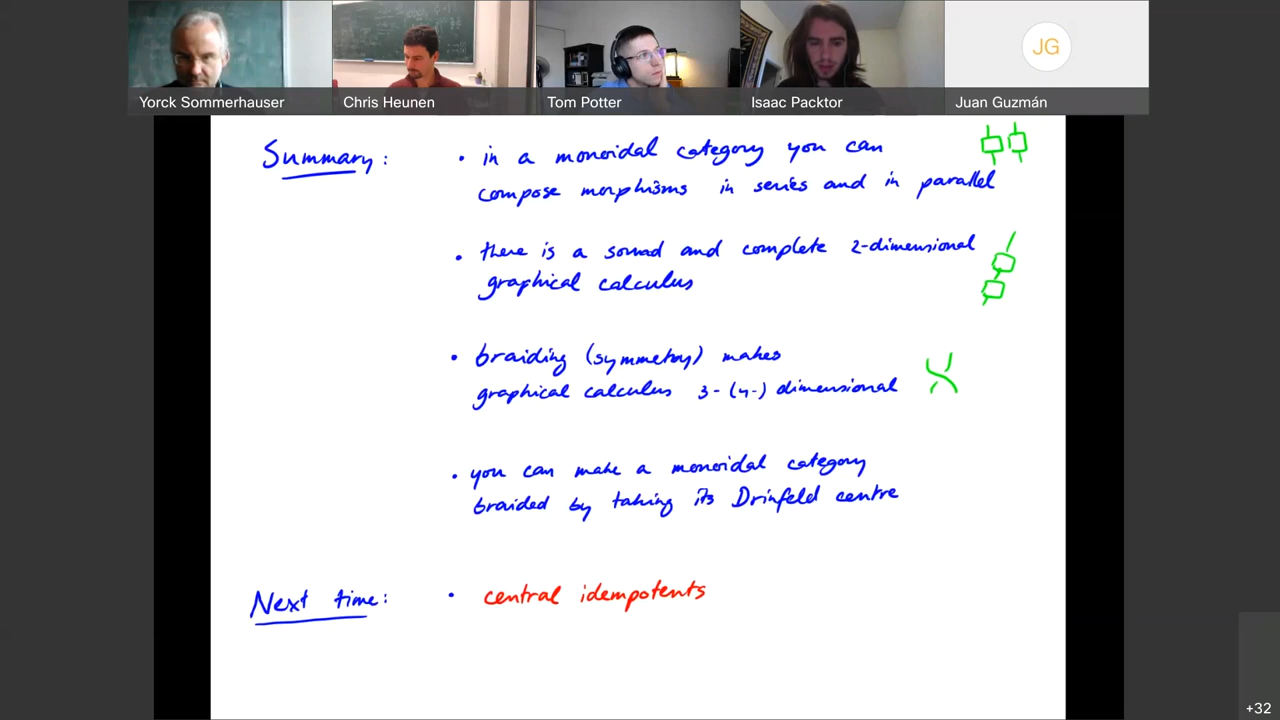 Yorck Sommerhauser
Chris Heunen
Tom Potter
Isaac Packtor
JG
Juan Guzmán
Summary:
• in a monoidal category you can
compose morphisms in series and in parallel
• there is a sound and complete 2-dimensional
graphical calculus
• braiding (symmetry) makes
graphical calculus 3-(4-) dimensional
• you can make a monoidal category
braided by taking its Drinfeld centre
Next time:
• central idempotents
+32